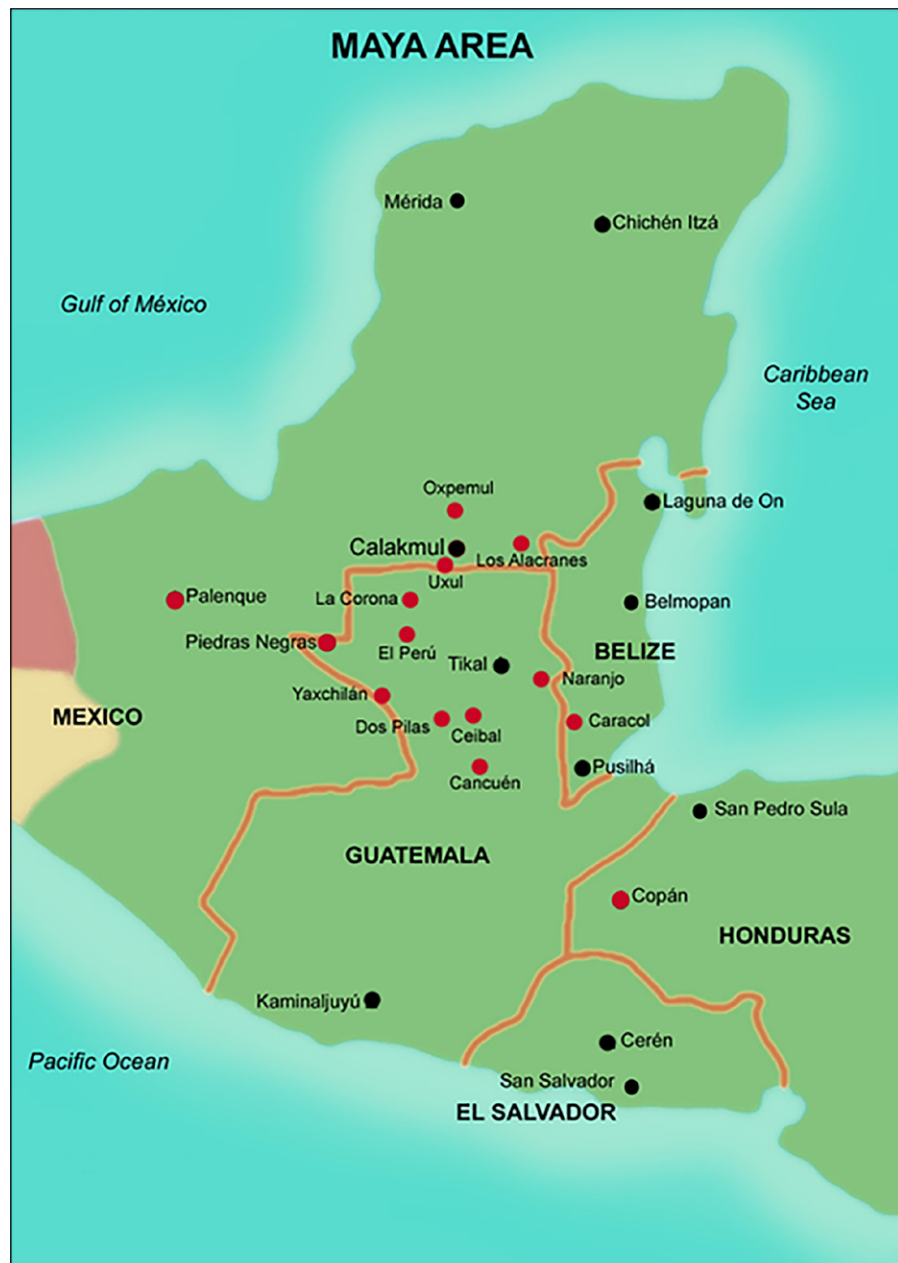 MAYA AREA
Mérida
Chichén Itzá
Gulf of México
Caribbean
Sea
Oxpemul
Laguna de On
Calakmul
Los Alacranes
Uxul
Palenque
La Corona
Belmopan
Piedras Negras
El Perú
Tikal
BELIZE
Naranjo
Yaxchilán
MEXICO
Dos Pilas
Ceibal
Caracol
Pusilhá
Cancuén
San Pedro Sula
GUATEMALA
Copán
HONDURAS
Kaminaljuyú
Cerén
Pacific Ocean
San Salvador
EL SALVADOR